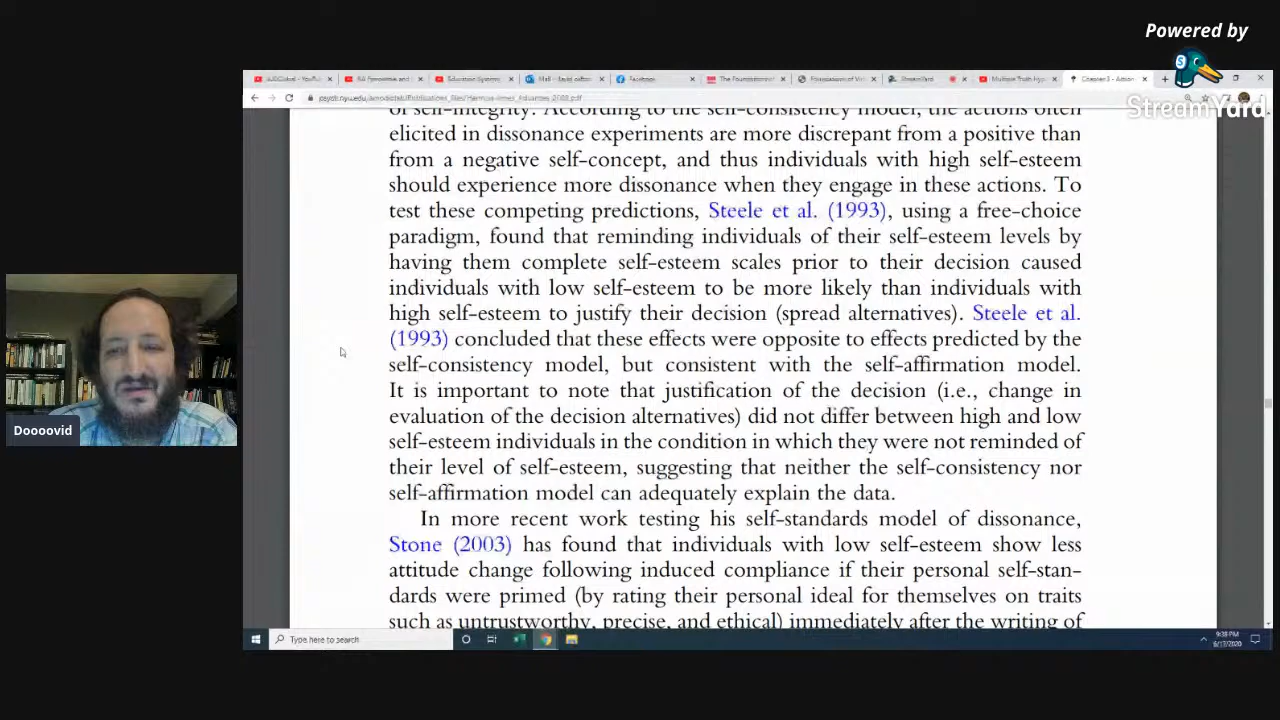 Powered by
StreamYard
Facebook
StreamYard
of self-integrity. According to the self-consistency model, the actions often
elicited in dissonance experiments are more discrepant from a positive than
from a negative self-concept, and thus individuals with high self-esteem
should experience more dissonance when they engage in these actions. To
test these competing predictions, Steele et al. (1993), using a free-choice
paradigm, found that reminding individuals of their self-esteem levels by
having them complete self-esteem scales prior to their decision caused
individuals with low self-esteem to be more likely than individuals with
high self-esteem to justify their decision (spread alternatives). Steele et al.
(1993) concluded that these effects were opposite to effects predicted by the
self-consistency model, but consistent with the self-affirmation model.
It is important to note that justification of the decision (i.e., change in
evaluation of the decision alternatives) did not differ between high and low
self-esteem individuals in the condition in which they were not reminded of
their level of self-esteem, suggesting that neither the self-consistency nor
self-affirmation model can adequately explain the data.
In more recent work testing his self-standards model of dissonance,
Stone (2003) has found that individuals with low self-esteem show less
attitude change following induced compliance if their personal self-stan-
dards were primed (by rating their personal ideal for themselves on traits
such as untrustworthy, precise, and ethical) immediately after the writing of
Doooovid
Type here to search
9:38 PM
6/17/2020